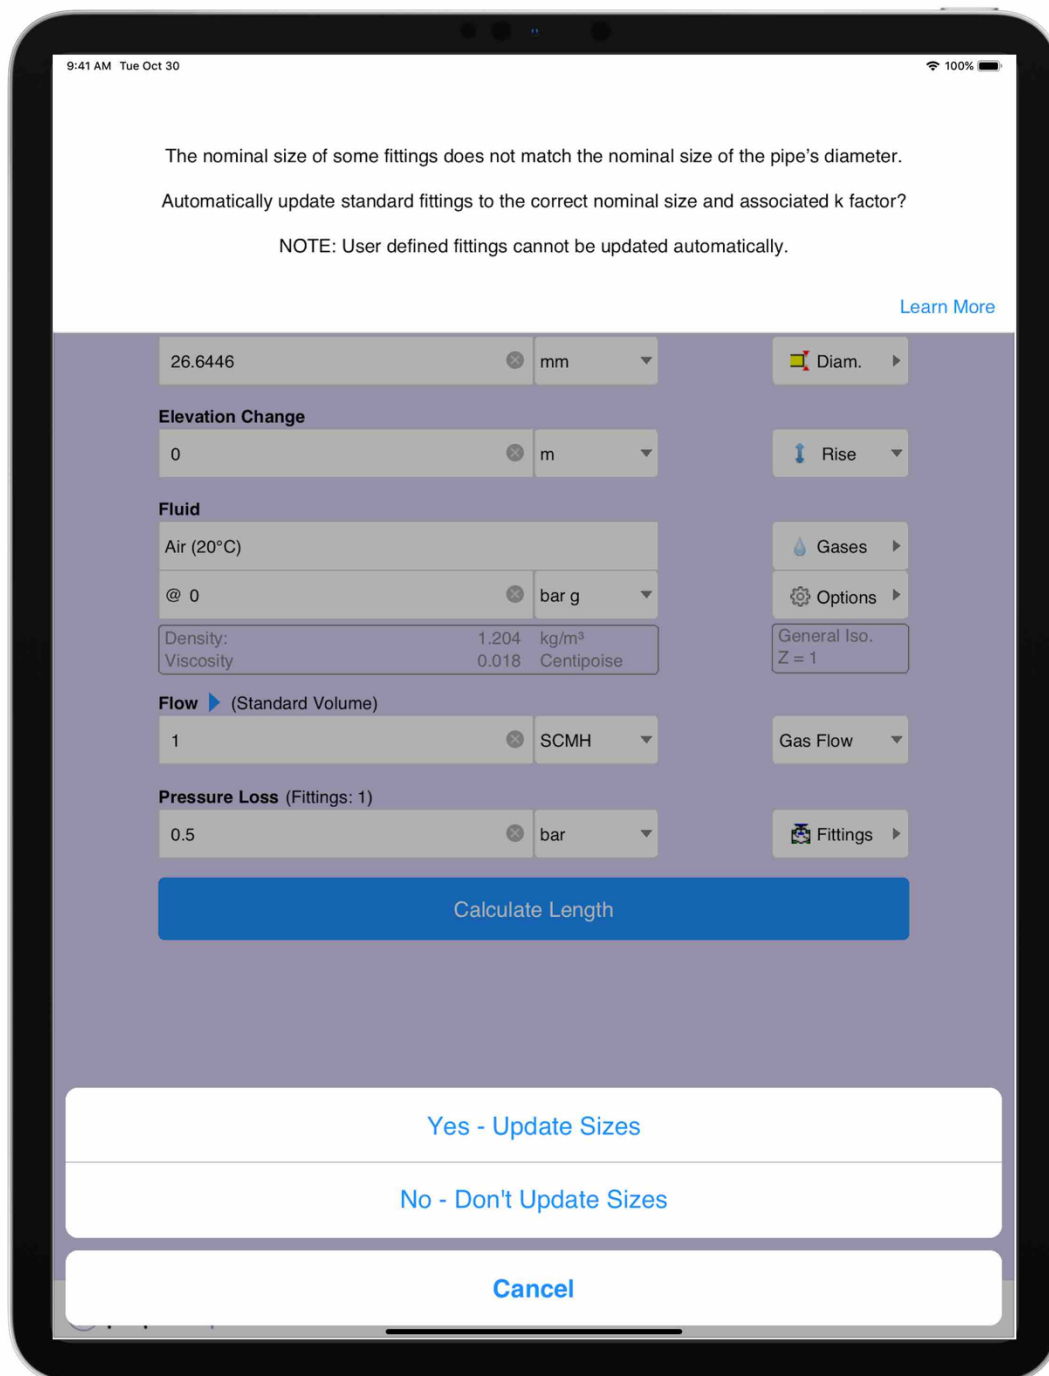 9:41 AM Tue Oct 30
100%
The nominal size of some fittings does not match the nominal size of the pipe’s diameter.
Automatically update standard fittings to the correct nominal size and associated k factor?
NOTE: User defined fittings cannot be updated automatically.
Learn More
26.6446 mm Diam.
Elevation Change
0 m Rise
Fluid
Air (20°C) Gases
@ 0 bar g Options
Density: 1.204 kg/m³ General Iso.
Viscosity 0.018 Centipoise Z = 1
Flow (Standard Volume)
1 SCMH Gas Flow
Pressure Loss (Fittings: 1)
0.5 bar Fittings
Calculate Length
Yes - Update Sizes
No - Don't Update Sizes
Cancel